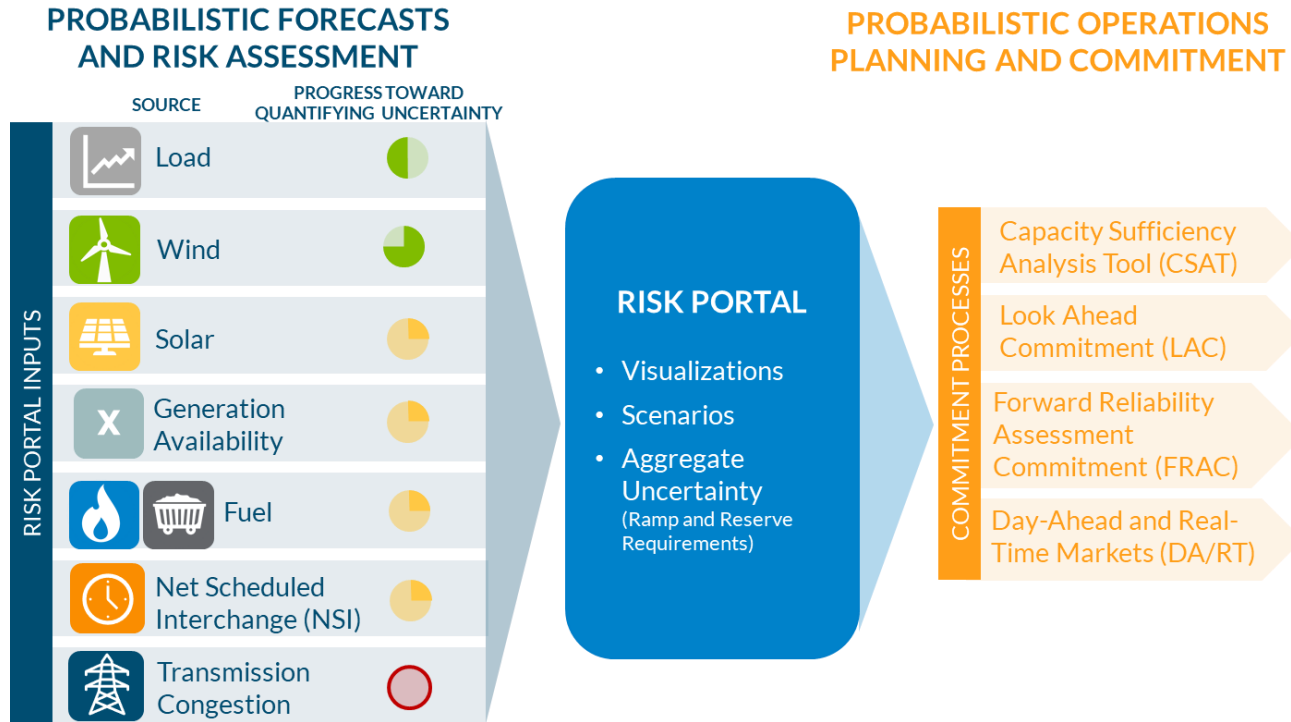 PROBABILISTIC FORECASTS
AND RISK ASSESSMENT
PROBABILISTIC OPERATIONS
PLANNING AND COMMITMENT
SOURCE
PROGRESS TOWARD
QUANTIFYING UNCERTAINTY
RISK PORTAL INPUTS
Load
Wind
Solar
X
Generation
Availability
Fuel
Net Scheduled
Interchange (NSI)
Transmission
Congestion
RISK PORTAL
• Visualizations
• Scenarios
• Aggregate
Uncertainty
(Ramp and Reserve
Requirements)
COMMITMENT PROCESSES
Capacity Sufficiency
Analysis Tool (CSAT)
Look Ahead
Commitment (LAC)
Forward Reliability
Assessment
Commitment (FRAC)
Day-Ahead and Real-
Time Markets (DA/RT)